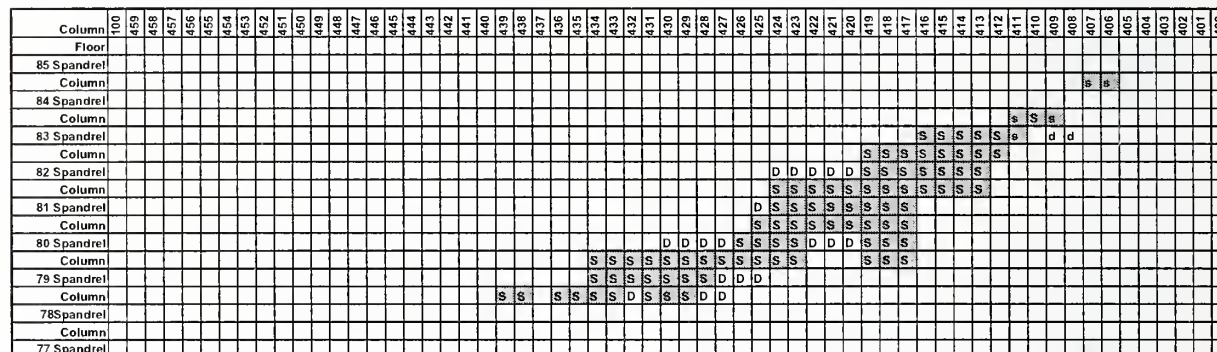 Column 100 459 458 457 456 455 454 453 452 451 450 449 448 447 446 445 444 443 442 441 440 439 438 437 436 435 434 433 432 431 430 429 428 427 426 425 424 423 422 421 420 419 418 417 416 415 414 413 412 411 410 409 408 407 406 405 404 403 402 401
Floor
85 Spandrel
Column s s
84 Spandrel
Column s S s
83 Spandrel S S S S S s d d
Column S S S S S S S S
82 Spandrel D D D D D S S S S S S S
Column S S S S S S S S S S S S
81 Spandrel D S S S S S S S S
Column S S S S S S S S S
80 Spandrel D D D D S S S S D D D S S S
Column S S S S S S S S S S S S S S S
79 Spandrel S S S S S S S D D D
Column S S S S S S D S S S D D
78Spandrel
Column
77 Spandrel